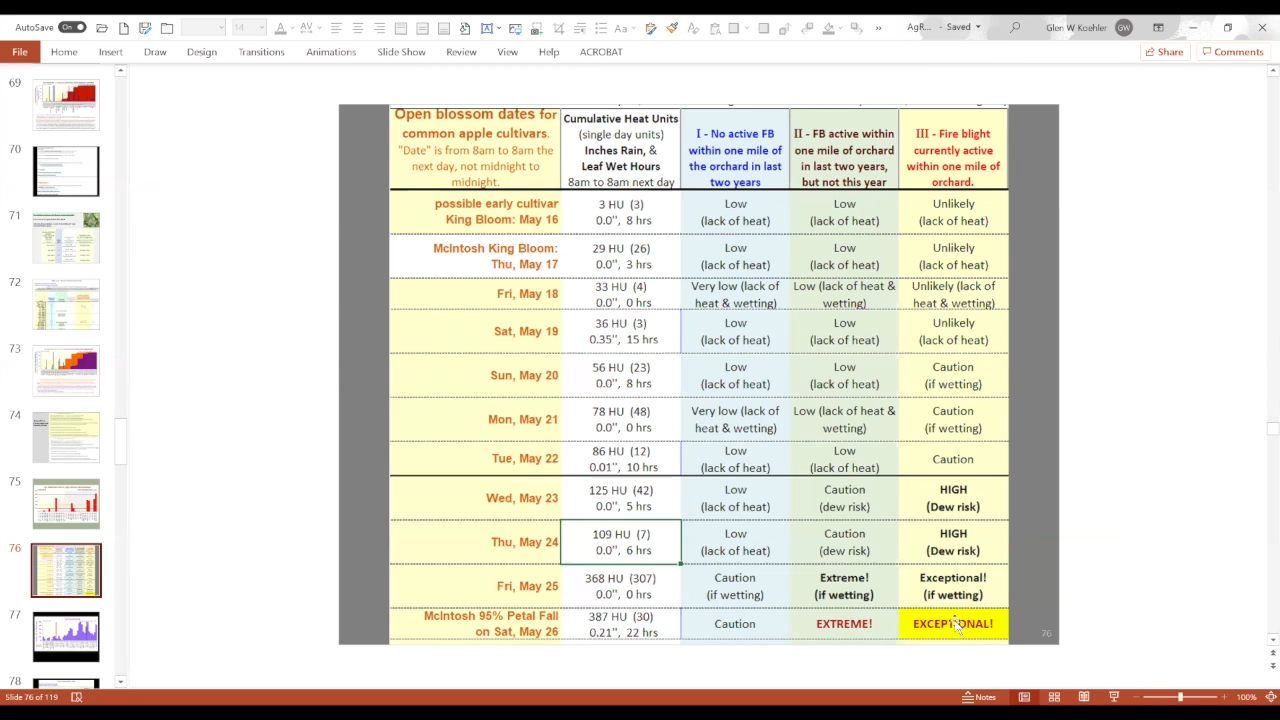 AutoSave On 14 Aa AgR... - Saved Glen W Koehler GW
File Home Insert Draw Design Transitions Animations Slide Show Review View Help ACROBAT Share Comments
69
70
71
72
73
74
75
76
77
78
Open blossom dates for
common apple cultivars.
"Date" is from 8am to 8am the
next day, not midnight to
midnight.
Cumulative Heat Units
(single day units)
Inches Rain, &
Leaf Wet Hours
8am to 8am next day
I - No active FB
within one mile of
the orchard in last
two years
II - FB active within
one mile of orchard
in last two years,
but not this year
III - Fire blight
currently active
within one mile of
orchard.
possible early cultivar
King Bloom: May 16
3 HU (3)
0.0", 8 hrs
Low
(lack of heat)
Low
(lack of heat)
Unlikely
(lack of heat)
McIntosh King Bloom:
Thu, May 17
29 HU (26)
0.0", 3 hrs
Low
(lack of heat)
Low
(lack of heat)
Unlikely
(lack of heat)
Fri, May 18
33 HU (4)
0.0", 0 hrs
Very low (lack of
heat & wetting)
Low (lack of heat &
wetting)
Unlikely (lack of
heat & wetting)
Sat, May 19
36 HU (3)
0.35", 15 hrs
Low
(lack of heat)
Low
(lack of heat)
Unlikely
(lack of heat)
Sun, May 20
56 HU (23)
0.0", 8 hrs
Low
(lack of heat)
Low
(lack of heat)
Caution
(if wetting)
Mon, May 21
78 HU (48)
0.0", 0 hrs
Very low (lack of
heat & wetting)
Low (lack of heat &
wetting)
Caution
(if wetting)
Tue, May 22
86 HU (12)
0.01", 10 hrs
Low
(lack of heat)
Low
(lack of heat)
Caution
Wed, May 23
125 HU (42)
0.0", 5 hrs
Low
(lack of heat)
Caution
(dew risk)
HIGH
(Dew risk)
Thu, May 24
109 HU (7)
0.0", 6 hrs
Low
(lack of heat)
Caution
(dew risk)
HIGH
(Dew risk)
Fri, May 25
368 HU (307)
0.0", 0 hrs
Caution
(if wetting)
Extreme!
(if wetting)
Exceptional!
(if wetting)
McIntosh 95% Petal Fall
on Sat, May 26
387 HU (30)
0.21", 22 hrs
Caution
EXTREME!
EXCEPTIONAL!
76
Slide 76 of 119 Notes 100%